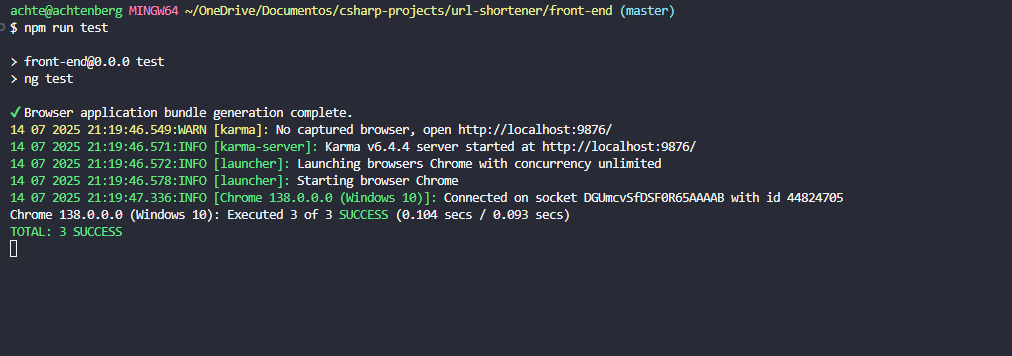 achte@achtenberg MINGW64 ~/OneDrive/Documentos/csharp-projects/url-shortener/front-end (master)
$ npm run test
> front-end@0.0.0 test
> ng test
✔ Browser application bundle generation complete.
14 07 2025 21:19:46.549:WARN [karma]: No captured browser, open http://localhost:9876/
14 07 2025 21:19:46.571:INFO [karma-server]: Karma v6.4.4 server started at http://localhost:9876/
14 07 2025 21:19:46.572:INFO [launcher]: Launching browsers Chrome with concurrency unlimited
14 07 2025 21:19:46.578:INFO [launcher]: Starting browser Chrome
14 07 2025 21:19:47.336:INFO [Chrome 138.0.0.0 (Windows 10)]: Connected on socket DGUmcvSfDSF0R65AAAAB with id 44824705
Chrome 138.0.0.0 (Windows 10): Executed 3 of 3 SUCCESS (0.104 secs / 0.093 secs)
TOTAL: 3 SUCCESS